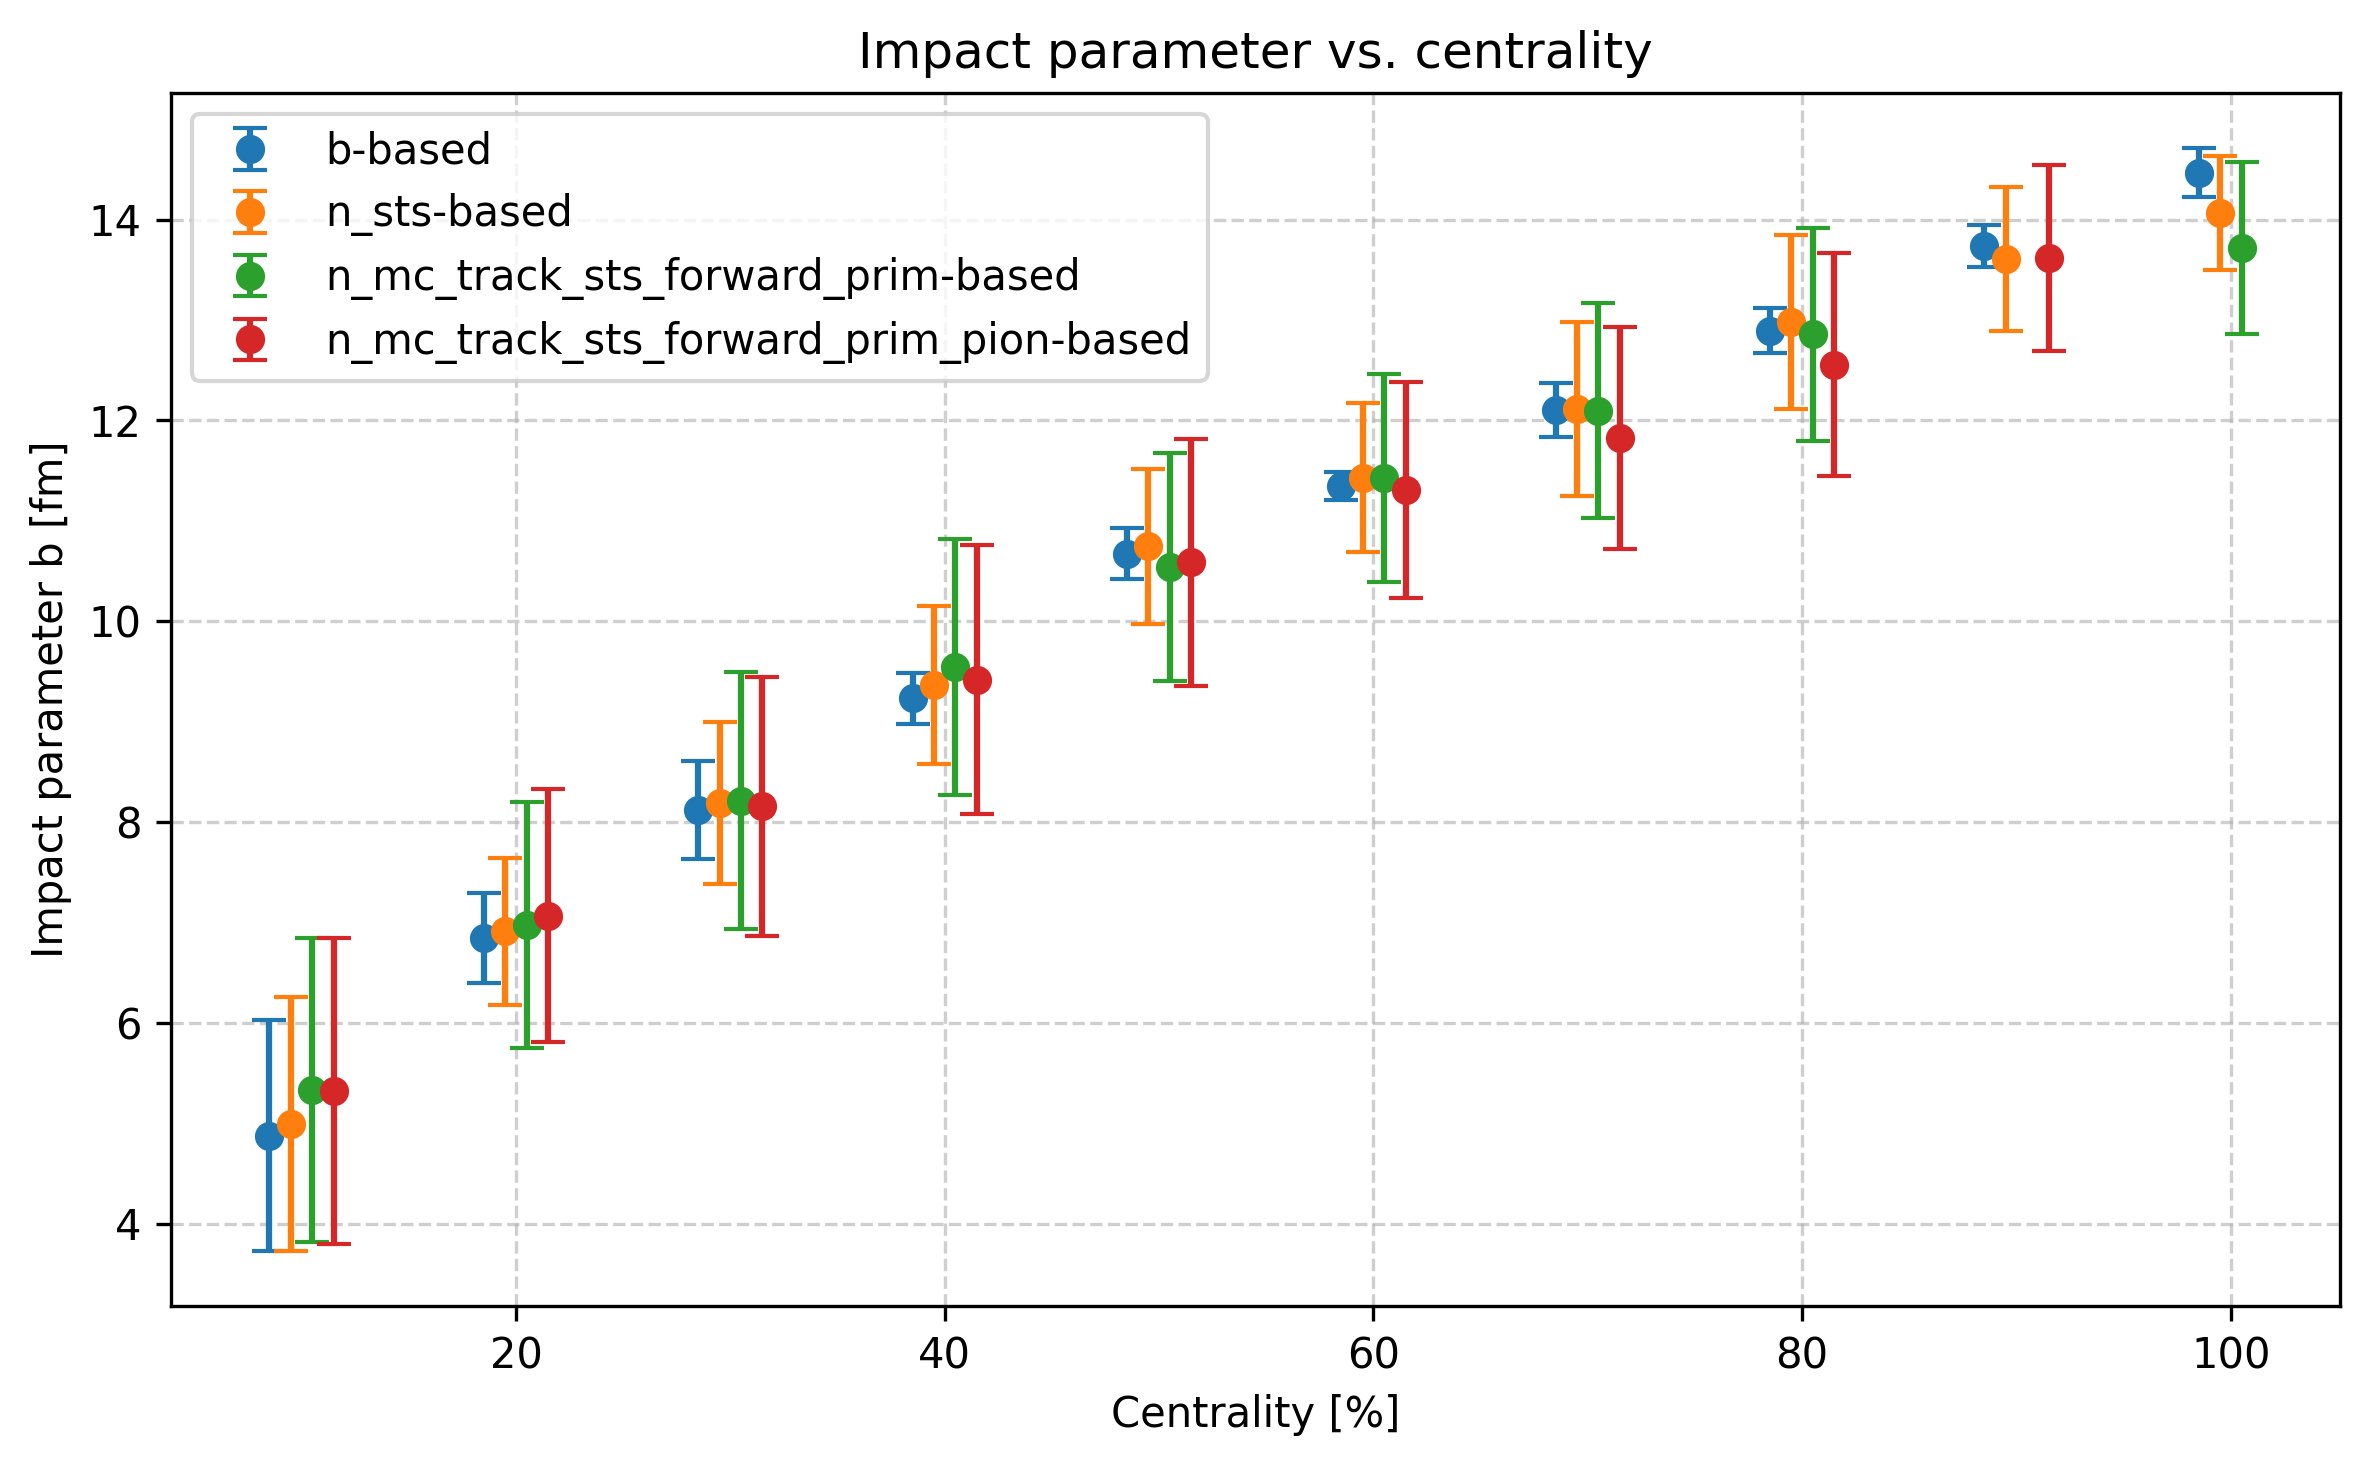 Impact parameter vs. centrality
b-based
n_sts-based
n_mc_track_sts_forward_prim-based
n_mc_track_sts_forward_prim_pion-based
Impact parameter b [fm]
14
12
10
8
6
4
20 40 60 80 100
Centrality [%]